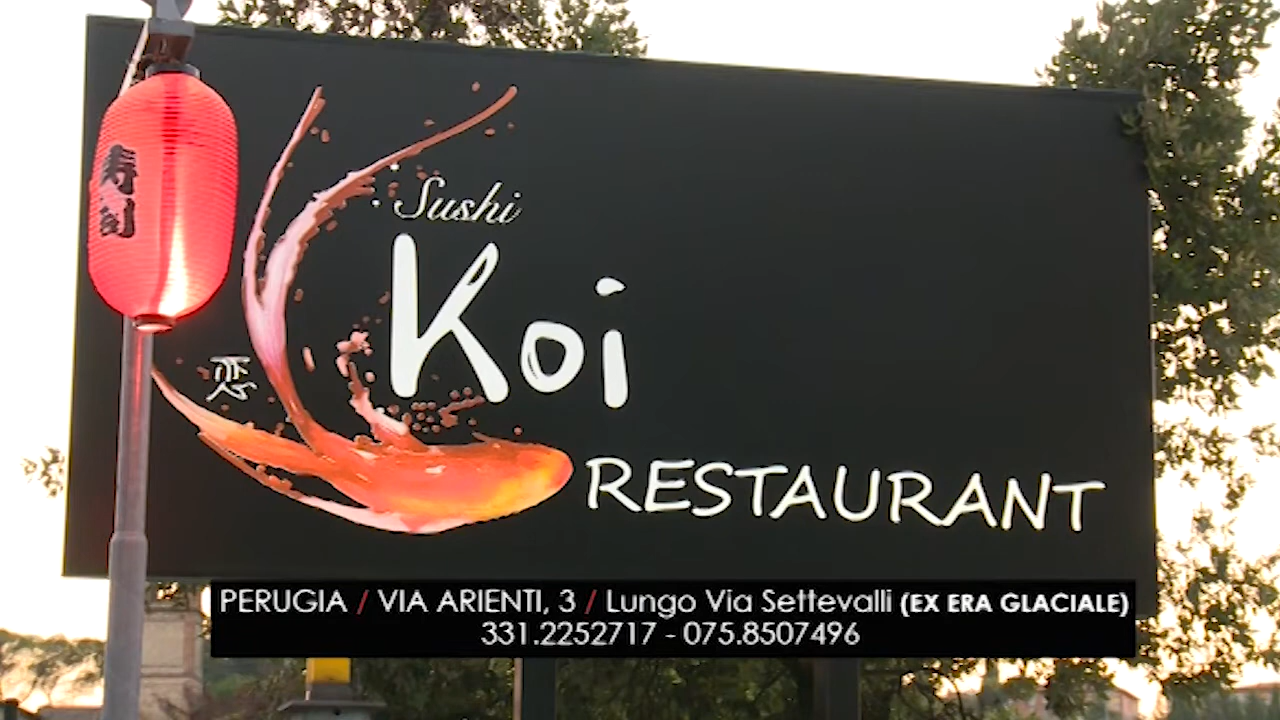 寿司
Sushi
Koi
恋
RESTAURANT
PERUGIA / VIA ARIENTI, 3 / Lungo Via Settevalli (EX ERA GLACIALE)
331.2252717 - 075.8507496